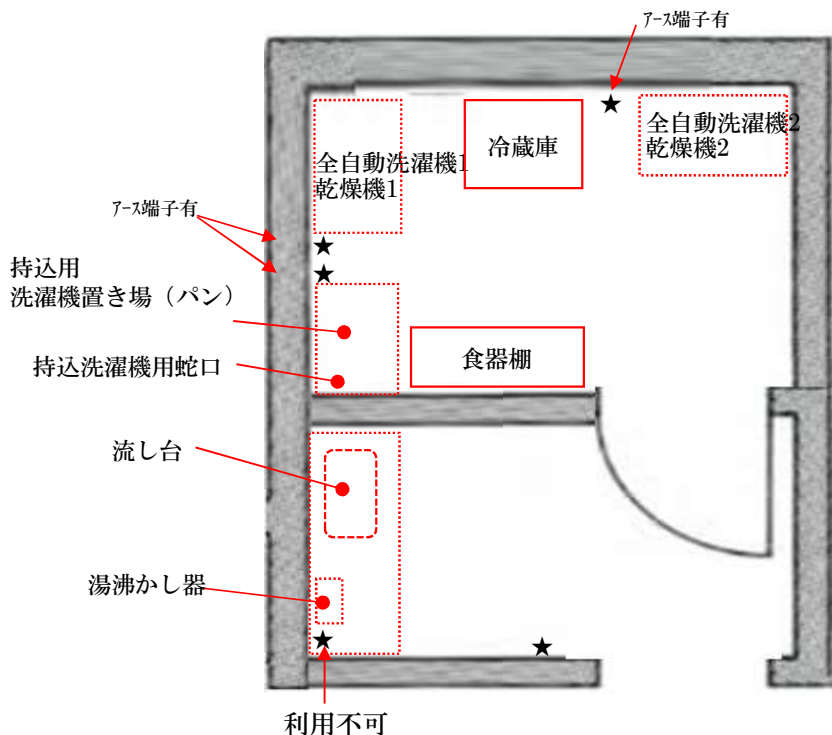 アース端子有
全自動洗濯機1
乾燥機1
冷蔵庫
全自動洗濯機2
乾燥機2
アース端子有
持込用
洗濯機置き場（パン）
食器棚
持込洗濯機用蛇口
流し台
湯沸かし器
利用不可